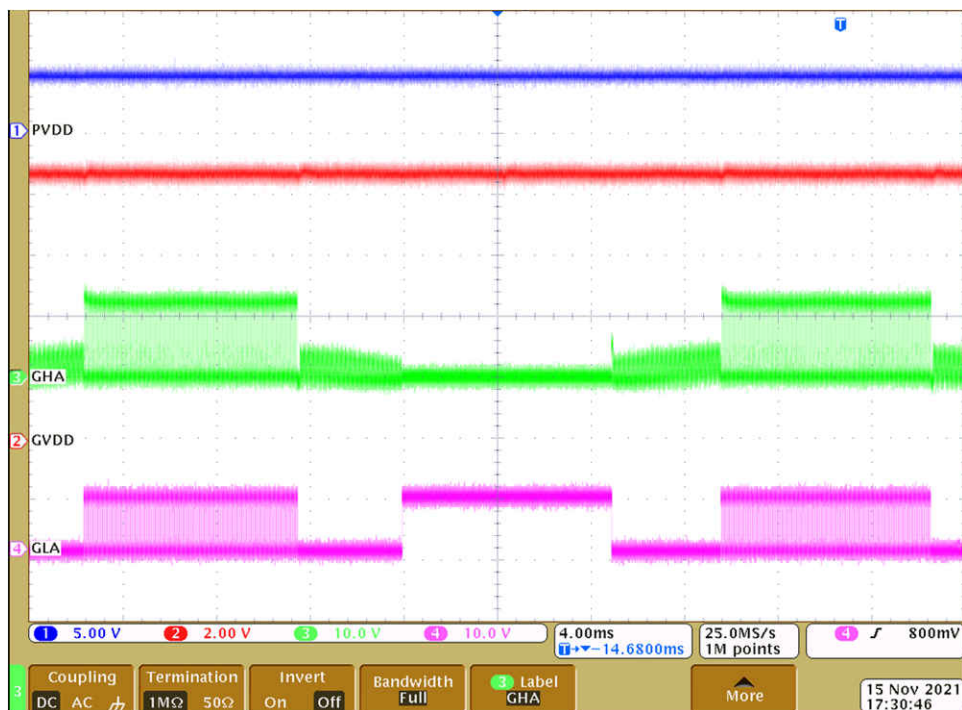 T
1 PVDD
3 GHA
2 GVDD
4 GLA
1 5.00 V 2 2.00 V 3 10.0 V 4 10.0 V
4.00ms
T→▼−14.6800ms
25.0MS/s
1M points
4 ƒ 800mV
3
Coupling
DC AC
Termination
1MΩ 50Ω
Invert
On Off
Bandwidth
Full
3 Label
GHA
More
15 Nov 2021
17:30:46